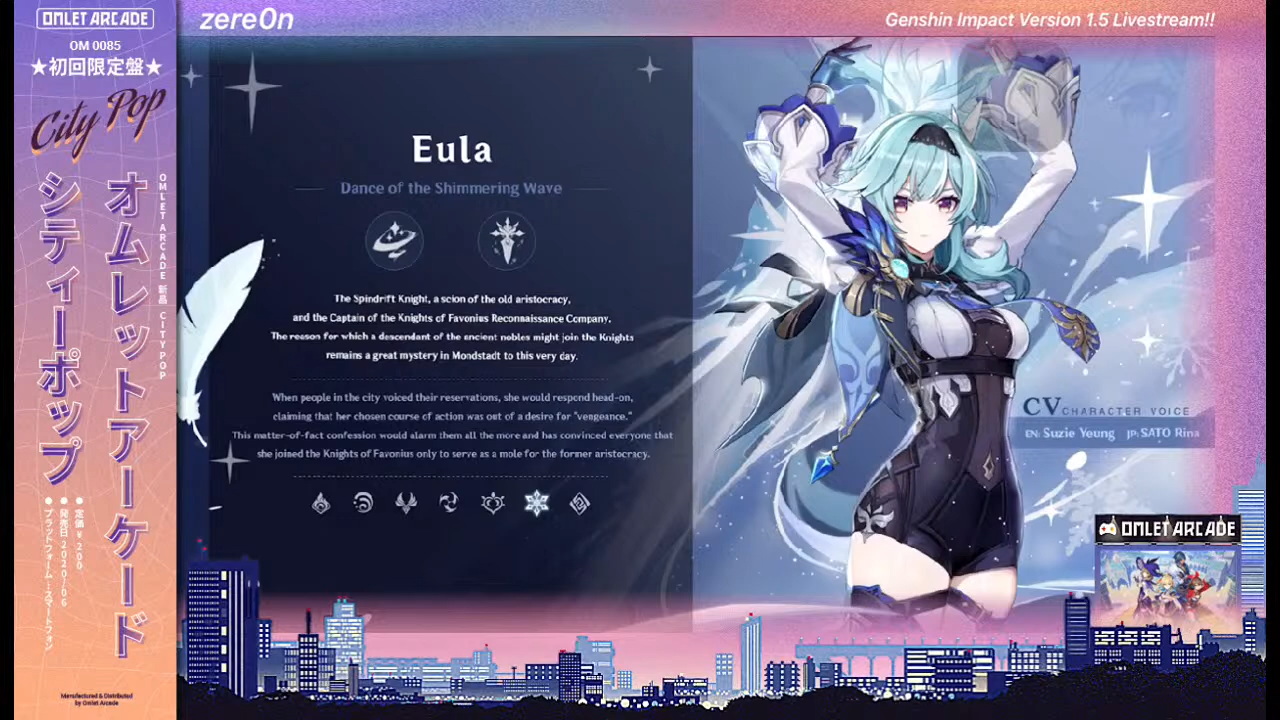 OMLET ARCADE
OM 0085
★初回限定盤★
City Pop
オムレットアーケード
シティーポップ
OMLET ARCADE 新品 CITY POP
● 定価 ¥ 200
● 発売日 2020/06
● プラットフォーム:スマートフォン
Manufactured & Distributed
by Omlet Arcade
zere0n
Genshin Impact Version 1.5 Livestream!!
Eula
Dance of the Shimmering Wave
The Spindrift Knight, a scion of the old aristocracy,
and the Captain of the Knights of Favonius Reconnaissance Company.
The reason for which a descendant of the ancient nobles might join the Knights
remains a great mystery in Mondstadt to this very day.
When people in the city voiced their reservations, she would respond head-on,
claiming that her chosen course of action was out of a desire for "vengeance."
This matter-of-fact confession would alarm them all the more and has convinced everyone that
she joined the Knights of Favonius only to serve as a mole for the former aristocracy.
CV CHARACTER VOICE
EN: Suzie Yeung JP: SATO Rina
OMLET ARCADE